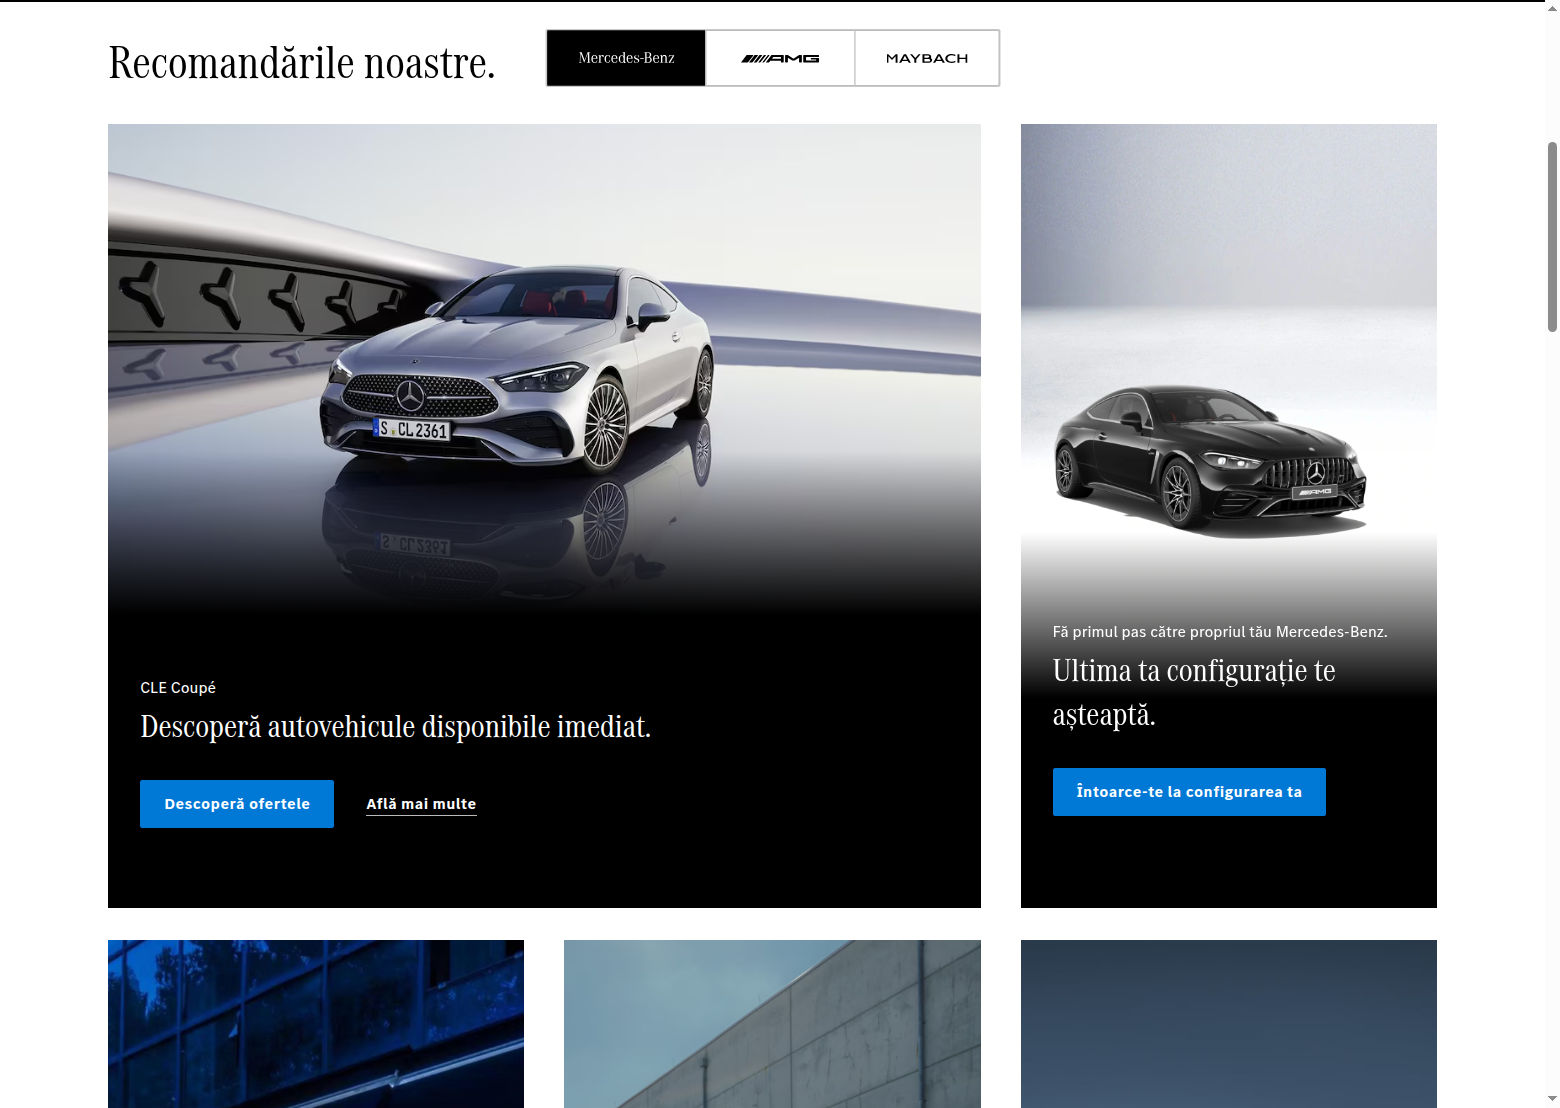 Recomandările noastre.
Mercedes-Benz
AMG
MAYBACH
S CL 2361
AMG
CLE Coupé
Descoperă autovehicule disponibile imediat.
Descoperă ofertele
Află mai multe
Fă primul pas către propriul tău Mercedes-Benz.
Ultima ta configurație te
așteaptă.
Întoarce-te la configurarea ta